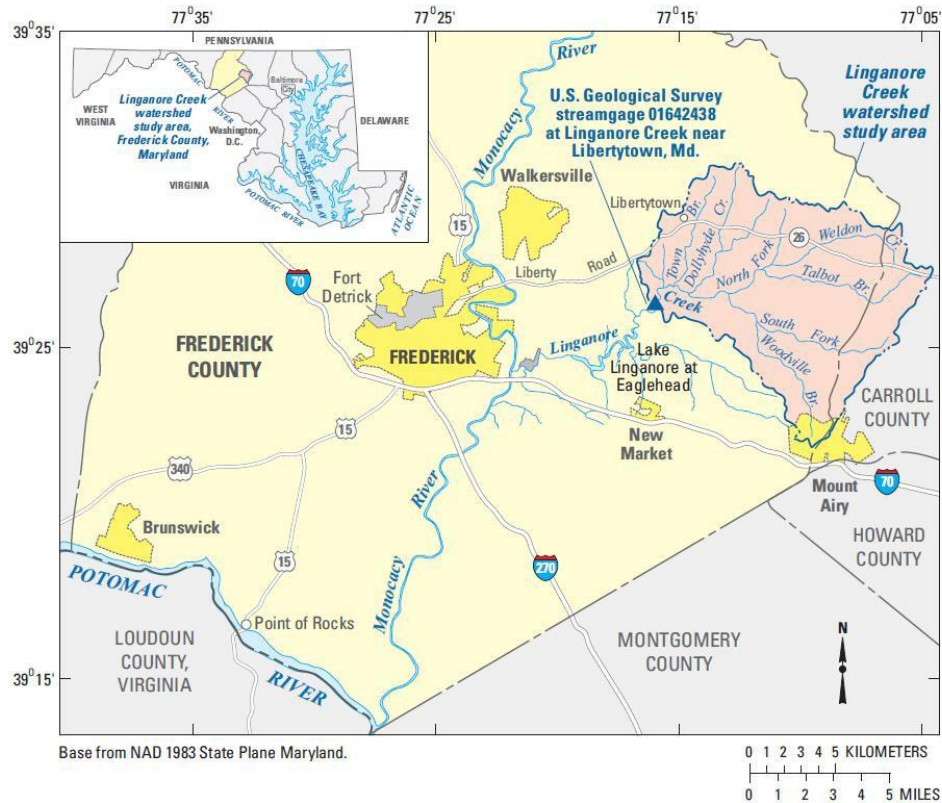 77° 35'
77° 25'
77° 15'
77° 05'
39° 35'
39° 25'
39° 15'
PENNSYLVANIA
POTOMAC
RIVER
Baltimore
City
Linganore Creek
watershed
study area,
Frederick County,
Maryland
WEST
VIRGINIA
Washington,
D.C.
DELAWARE
VIRGINIA
CHESAPEAKE BAY
POTOMAC RIVER
ATLANTIC
OCEAN
River
Monocacy
U.S. Geological Survey
streamgage 01642438
at Linganore Creek near
Libertytown, Md.
Linganore
Creek
watershed
study area
Walkersville
Libertytown
15
26
Town
Br.
Dollyhyde
Cr.
North Fork
Weldon
Cr.
Talbot
Br.
Liberty
Road
70
Fort
Detrick
Creek
South Fork
Woodville
Br.
FREDERICK
COUNTY
FREDERICK
Linganore
Lake
Linganore at
Eaglehead
CARROLL
COUNTY
15
New
Market
340
River
Mount
Airy
70
Brunswick
HOWARD
COUNTY
15
270
POTOMAC
Monocacy
Point of Rocks
LOUDOUN
COUNTY,
VIRGINIA
MONTGOMERY
COUNTY
N
RIVER
Base from NAD 1983 State Plane Maryland.
0 1 2 3 4 5 KILOMETERS
0 1 2 3 4 5 MILES